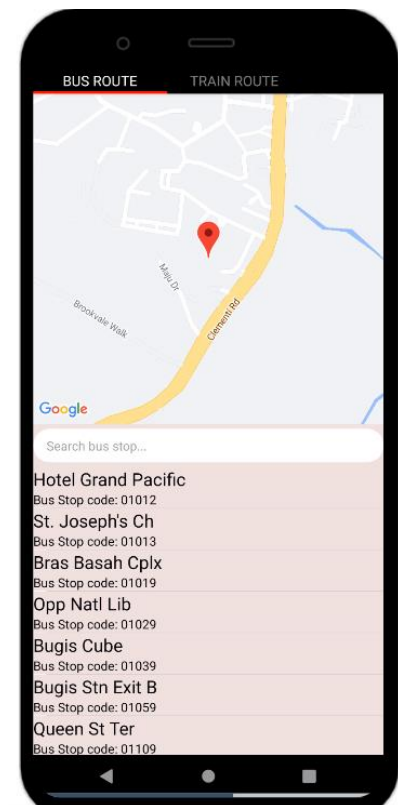 BUS ROUTE
TRAIN ROUTE
Maju Dr
Brookvale Walk
Clementi Rd
Google
Search bus stop...
Hotel Grand Pacific
Bus Stop code: 01012
St. Joseph's Ch
Bus Stop code: 01013
Bras Basah Cplx
Bus Stop code: 01019
Opp Natl Lib
Bus Stop code: 01029
Bugis Cube
Bus Stop code: 01039
Bugis Stn Exit B
Bus Stop code: 01059
Queen St Ter
Bus Stop code: 01109